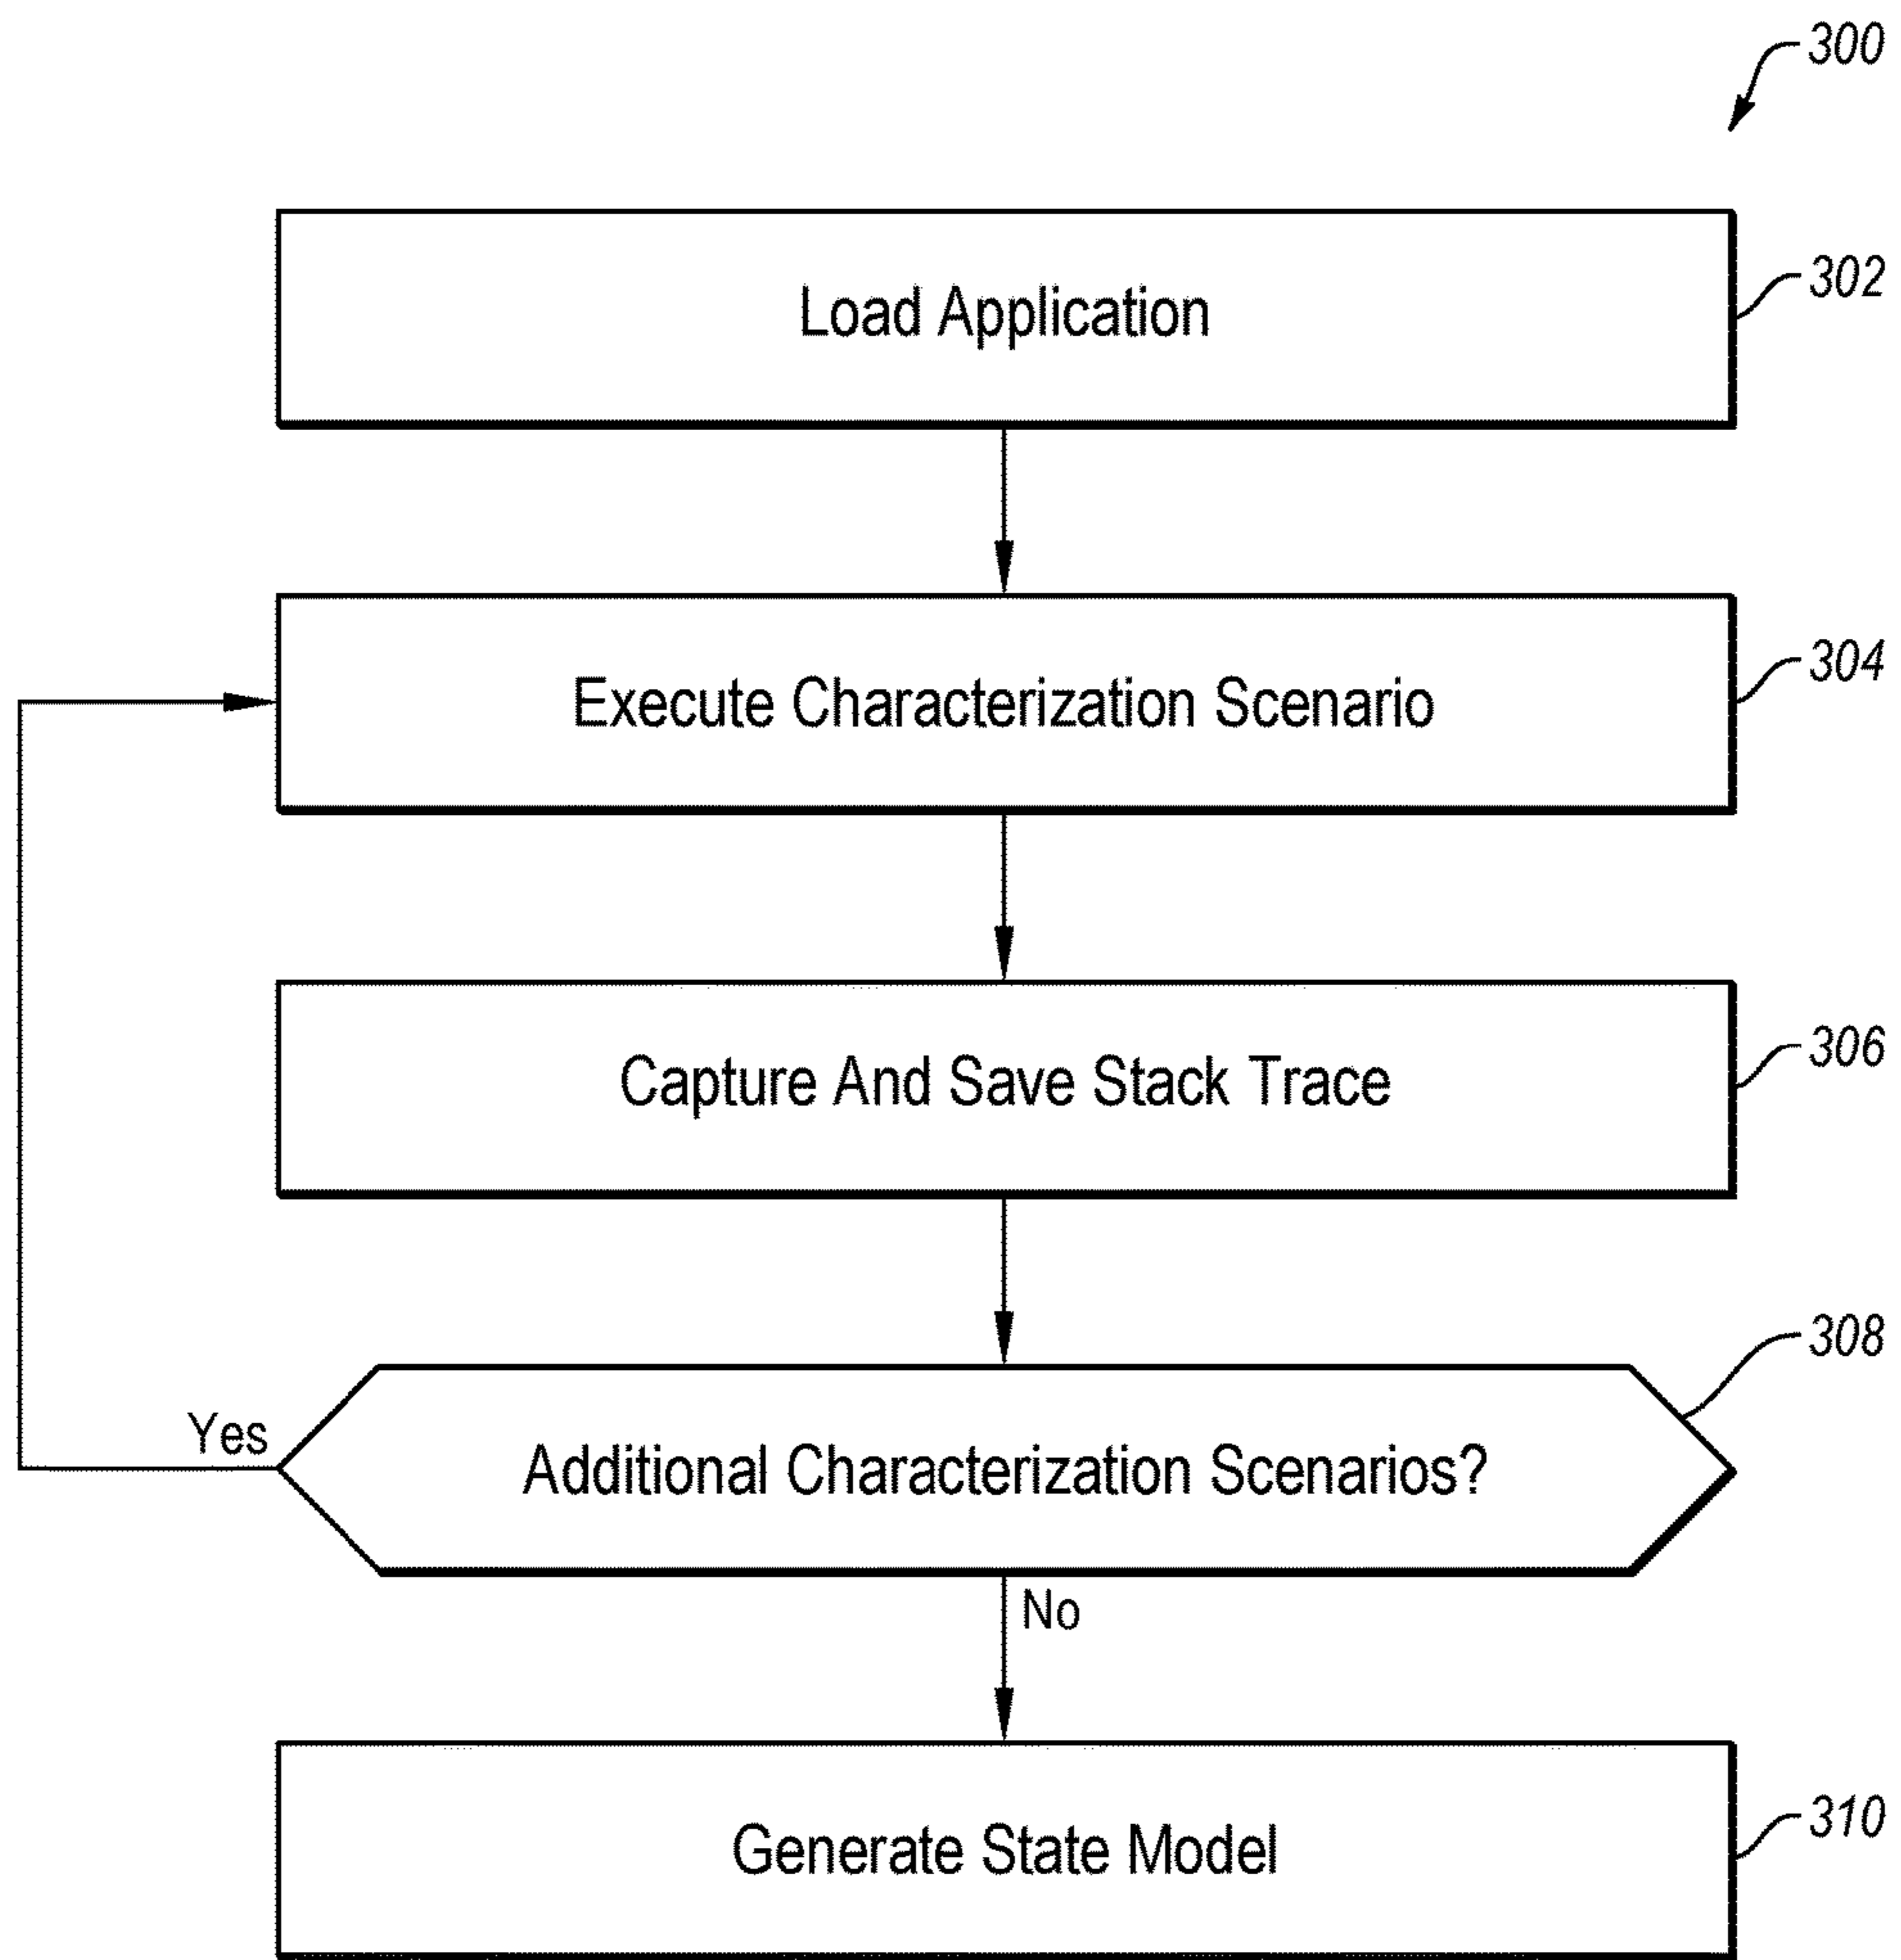 300
Load Application
302
Execute Characterization Scenario
304
Capture And Save Stack Trace
306
308
Yes
Additional Characterization Scenarios?
No
Generate State Model
310